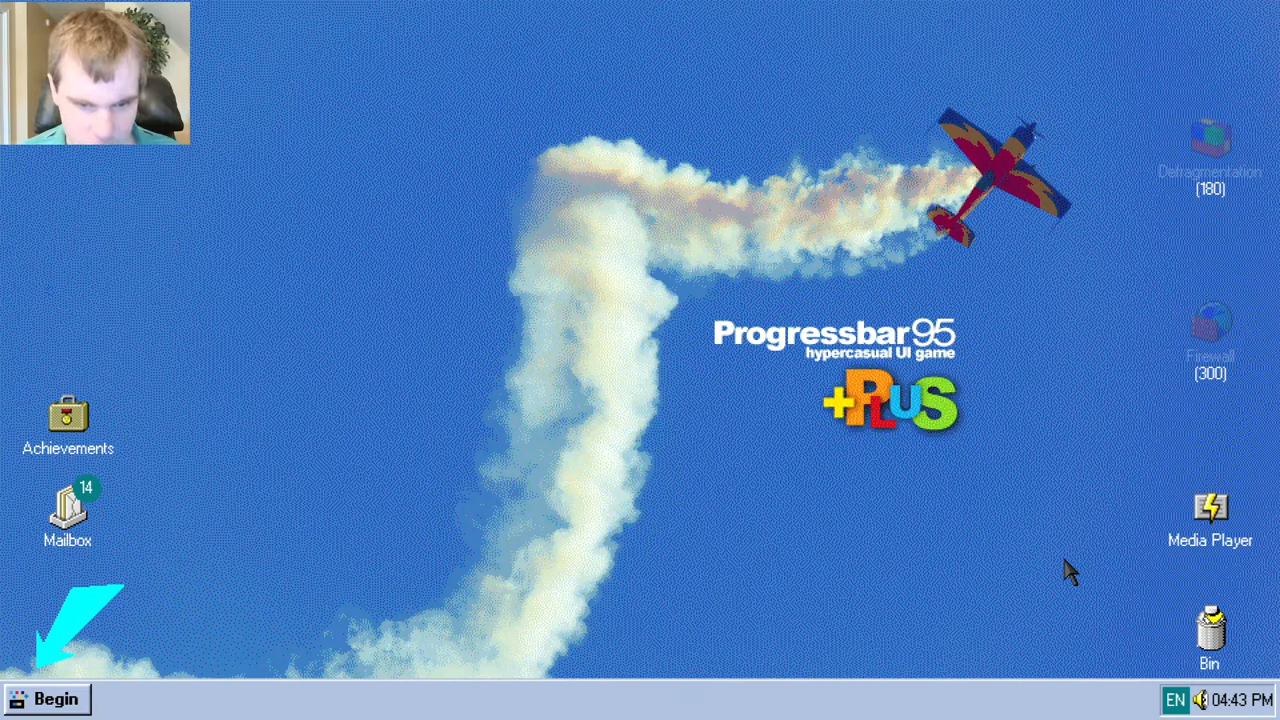 Defragmentation
(180)
Progressbar95
hypercasual UI game
+PLUS
Firewall
(300)
Achievements
14
Mailbox
Media Player
Bin
Begin
EN
04:43 PM